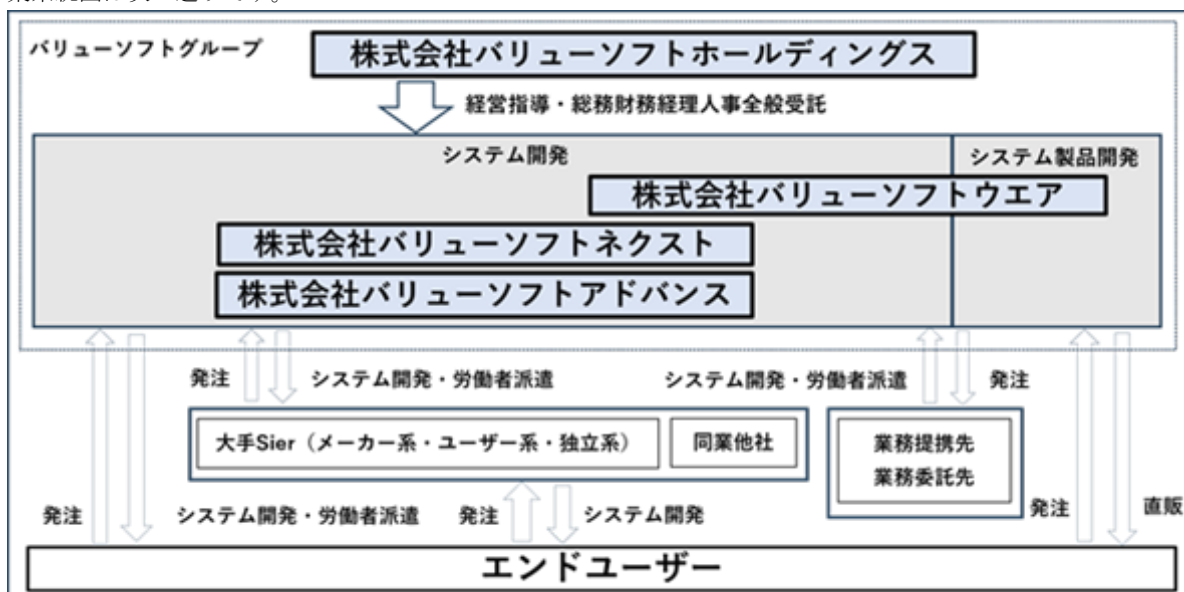 バリューソフトグループ
株式会社バリューソフトホールディングス
経営指導・総務財務経理人事全般受託
システム開発
システム製品開発
株式会社バリューソフトウエア
株式会社バリューソフトネクスト
株式会社バリューソフトアドバンス
発注
システム開発・労働者派遣
システム開発・労働者派遣
発注
大手Sier（メーカー系・ユーザー系・独立系）
同業他社
業務提携先
業務委託先
発注
システム開発・労働者派遣
発注
システム開発
発注
直販
エンドユーザー